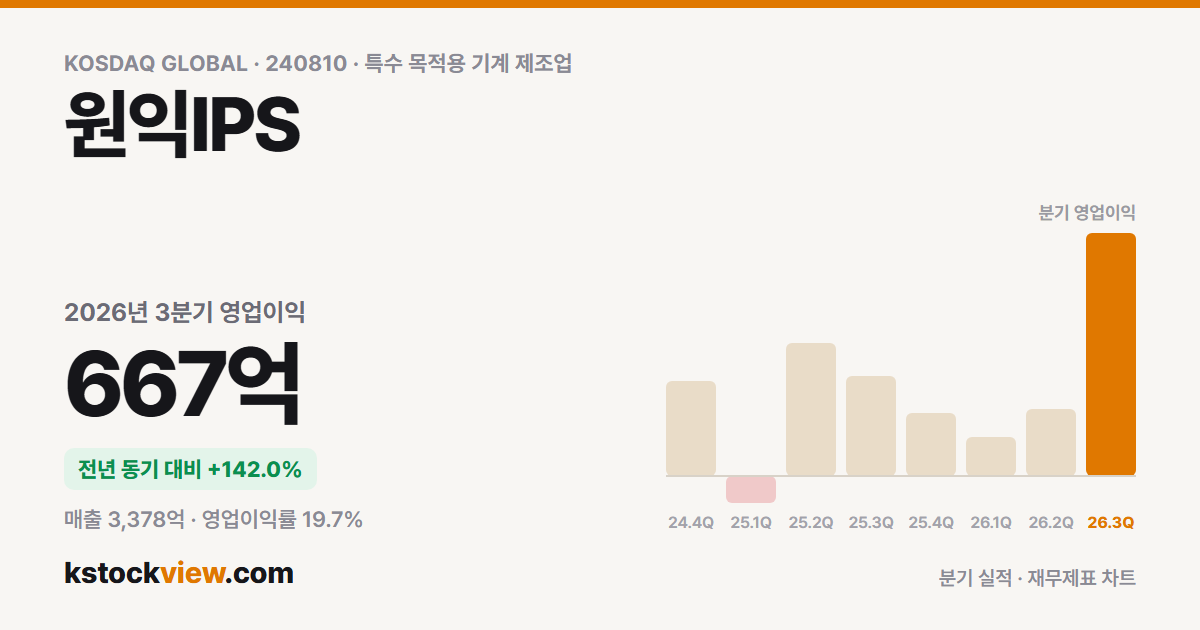 KOSDAQ GLOBAL · 240810 · 특수 목적용 기계 제조업
원익IPS
분기 영업이익
2026년 3분기 영업이익
667억
전년 동기 대비 +142.0%
매출 3,378억 · 영업이익률 19.7%
24.4Q 25.1Q 25.2Q 25.3Q 25.4Q 26.1Q 26.2Q 26.3Q
kstockview.com
분기 실적 · 재무제표 차트